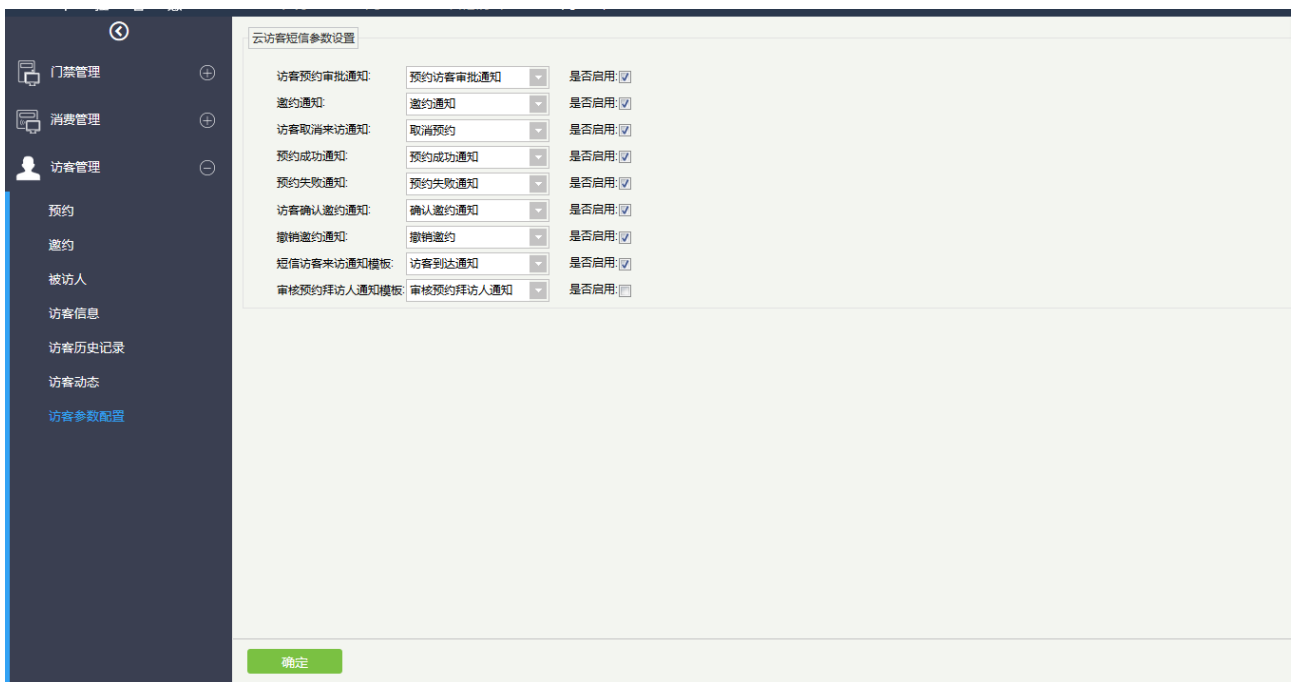 门禁管理
消费管理
访客管理
预约
邀约
被访人
访客信息
访客历史记录
访客动态
访客参数配置
云访客短信参数设置
访客预约审批通知: 预约访客审批通知 是否启用:
邀约通知: 邀约通知 是否启用:
访客取消来访通知: 取消预约 是否启用:
预约成功通知: 预约成功通知 是否启用:
预约失败通知: 预约失败通知 是否启用:
访客确认邀约通知: 确认邀约通知 是否启用:
撤销邀约通知: 撤销邀约 是否启用:
短信访客来访通知模板: 访客到达通知 是否启用:
审核预约拜访人通知模板: 审核预约拜访人通知 是否启用:
确定